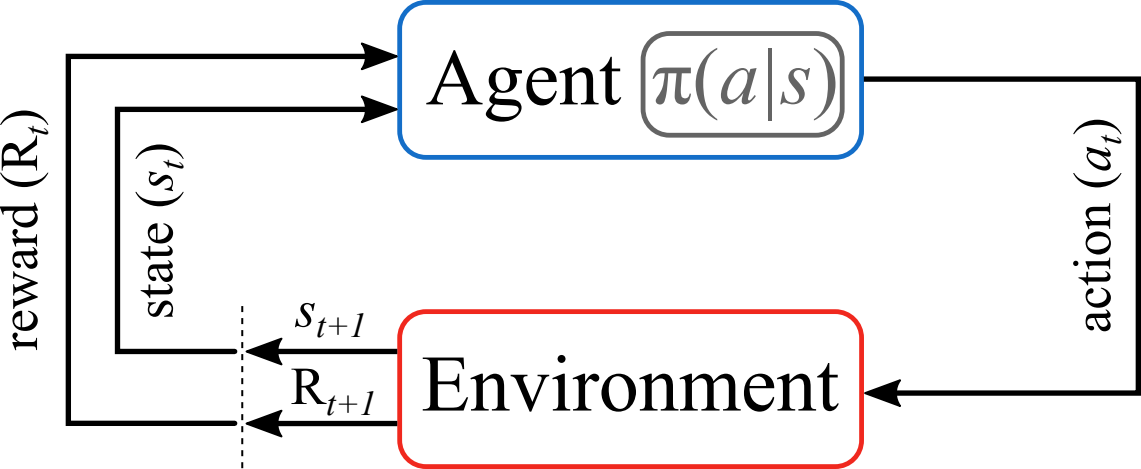 Agent π(a|s)
reward (Rₜ)
state (sₜ)
action (aₜ)
sₜ₊₁
Rₜ₊₁
Environment